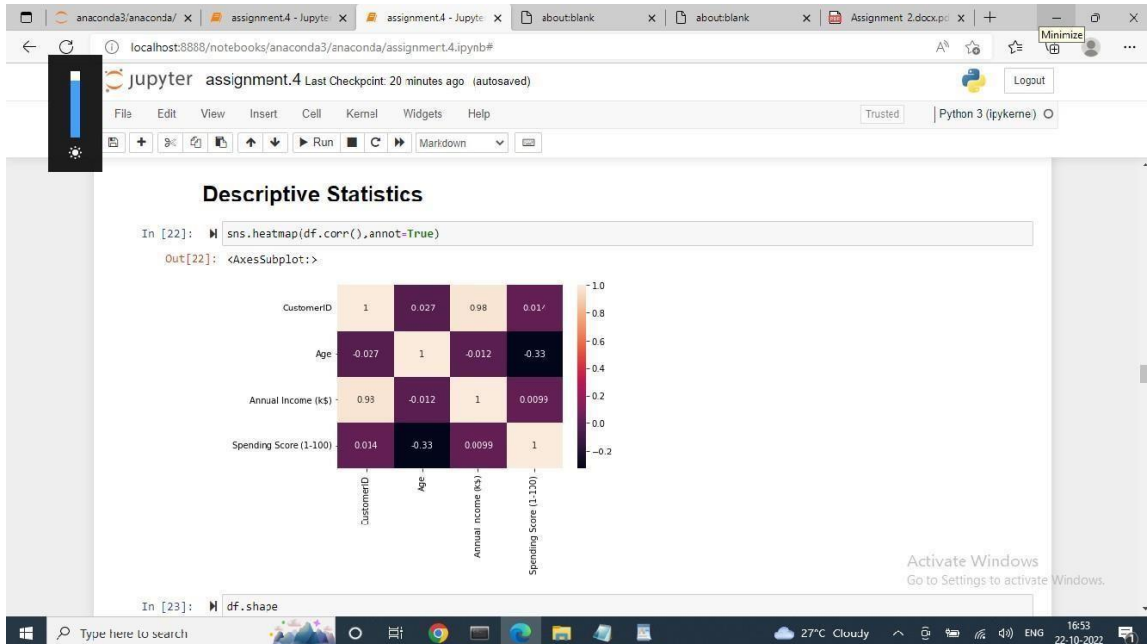 anaconda3/anaconda/
assignment.4 - Jupyte
assignment.4 - Jupyte
about:blank
about:blank
Assignment 2.docx.pd
Minimize
localhost:8888/notebooks/anaconda3/anaconda/assignment.4.ipynb#
jupyter assignment.4 Last Checkpoint: 20 minutes ago (autosaved)
Logout
File Edit View Insert Cell Kernel Widgets Help
Trusted
Python 3 (ipykernel)
Run
Markdown
Descriptive Statistics
In [22]: sns.heatmap(df.corr(),annot=True)
Out[22]: <AxesSubplot:>
CustomerID 1 0.027 0.98 0.014
Age -0.027 1 -0.012 -0.33
Annual Income (k$) 0.98 -0.012 1 0.0099
Spending Score (1-100) 0.014 -0.33 0.0099 1
1.0
0.8
0.6
0.4
0.2
0.0
-0.2
CustomerID
Age
Annual Income (k$)
Spending Score (1-100)
Activate Windows
Go to Settings to activate Windows.
In [23]: df.shape
Type here to search
27°C Cloudy
ENG
16:53
22-10-2022